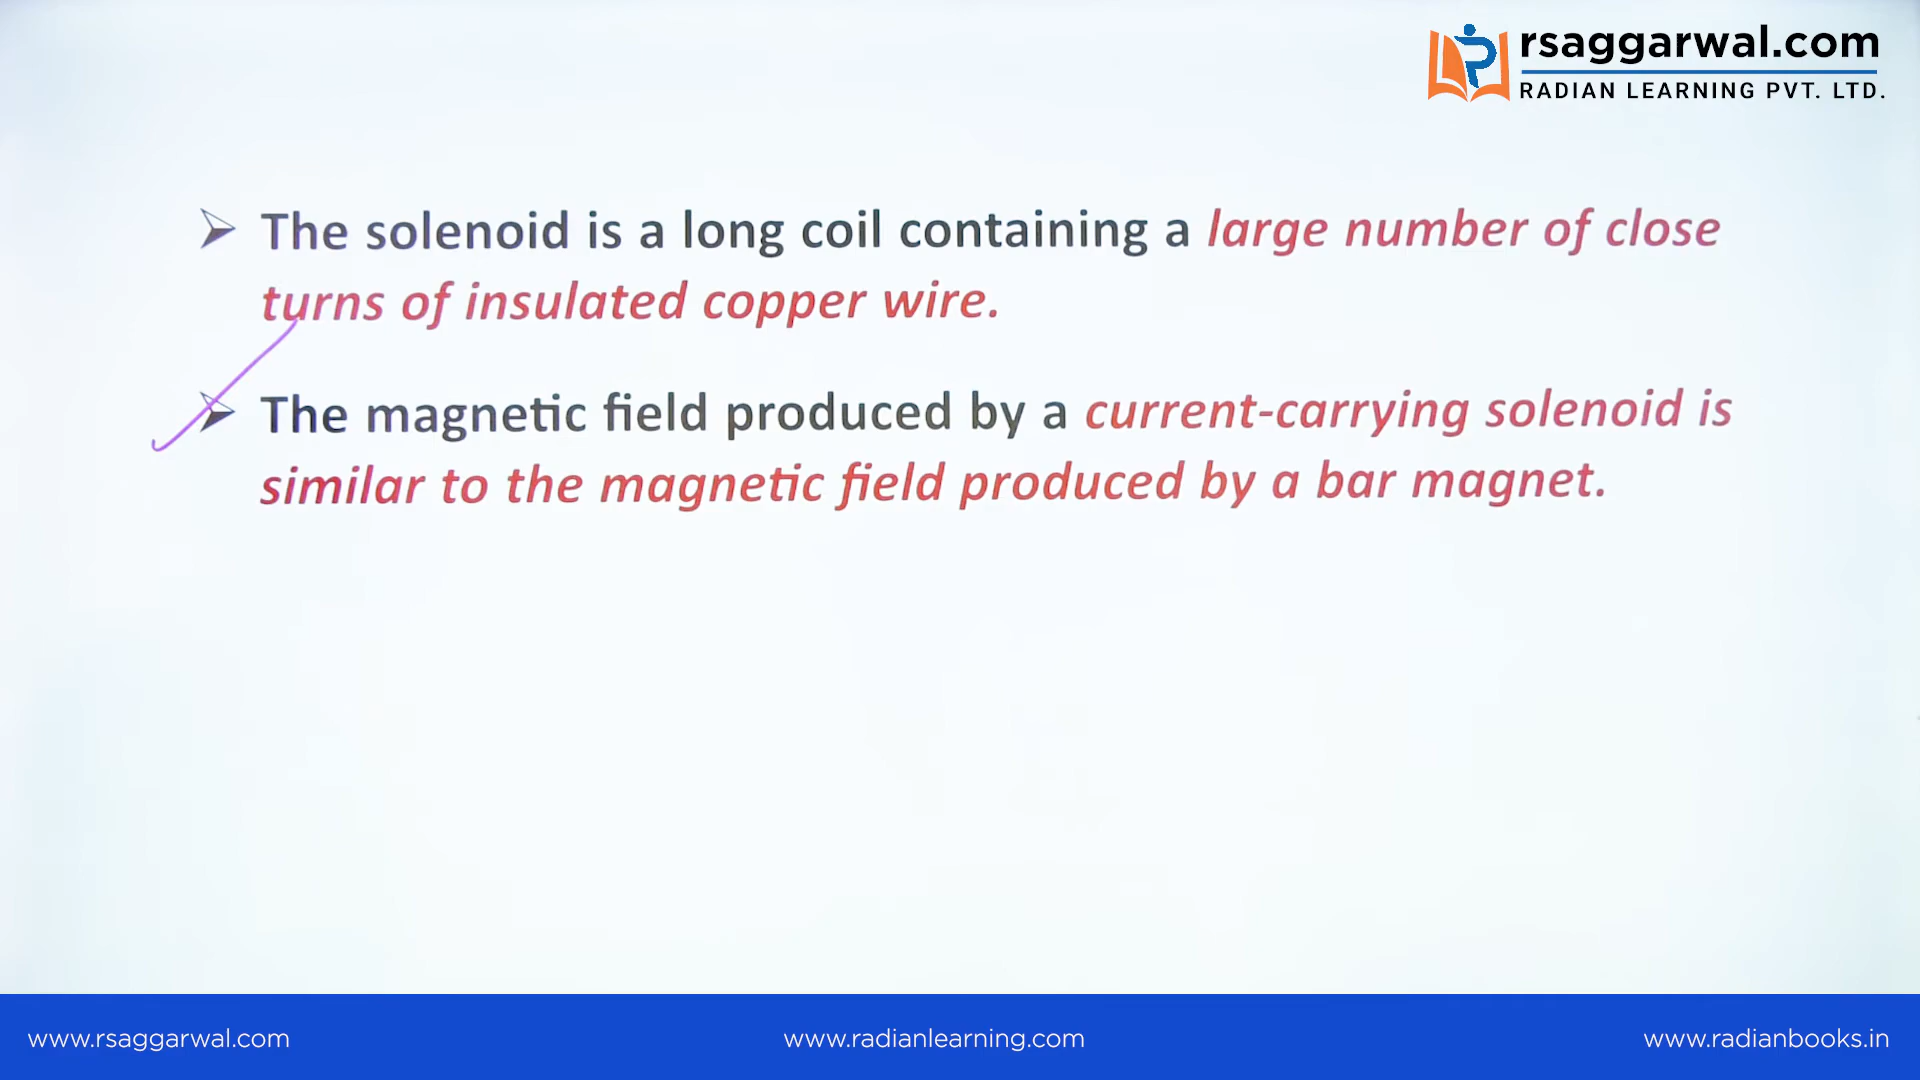 rsaggarwal.com
RADIAN LEARNING PVT. LTD.
➢ The solenoid is a long coil containing a large number of close
turns of insulated copper wire.
➢ The magnetic field produced by a current-carrying solenoid is
similar to the magnetic field produced by a bar magnet.
www.rsaggarwal.com
www.radianlearning.com
www.radianbooks.in